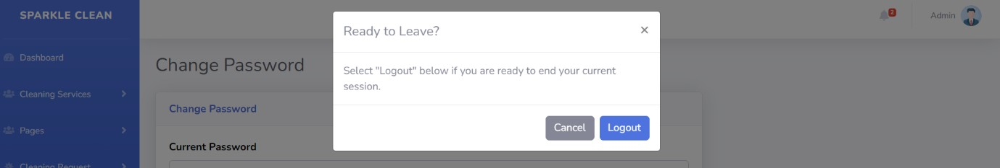 SPARKLE CLEAN
2
Admin
Dashboard
Cleaning Services
Pages
Cleaning Request
Change Password
Change Password
Current Password
Ready to Leave?
×
Select "Logout" below if you are ready to end your current
session.
Cancel
Logout